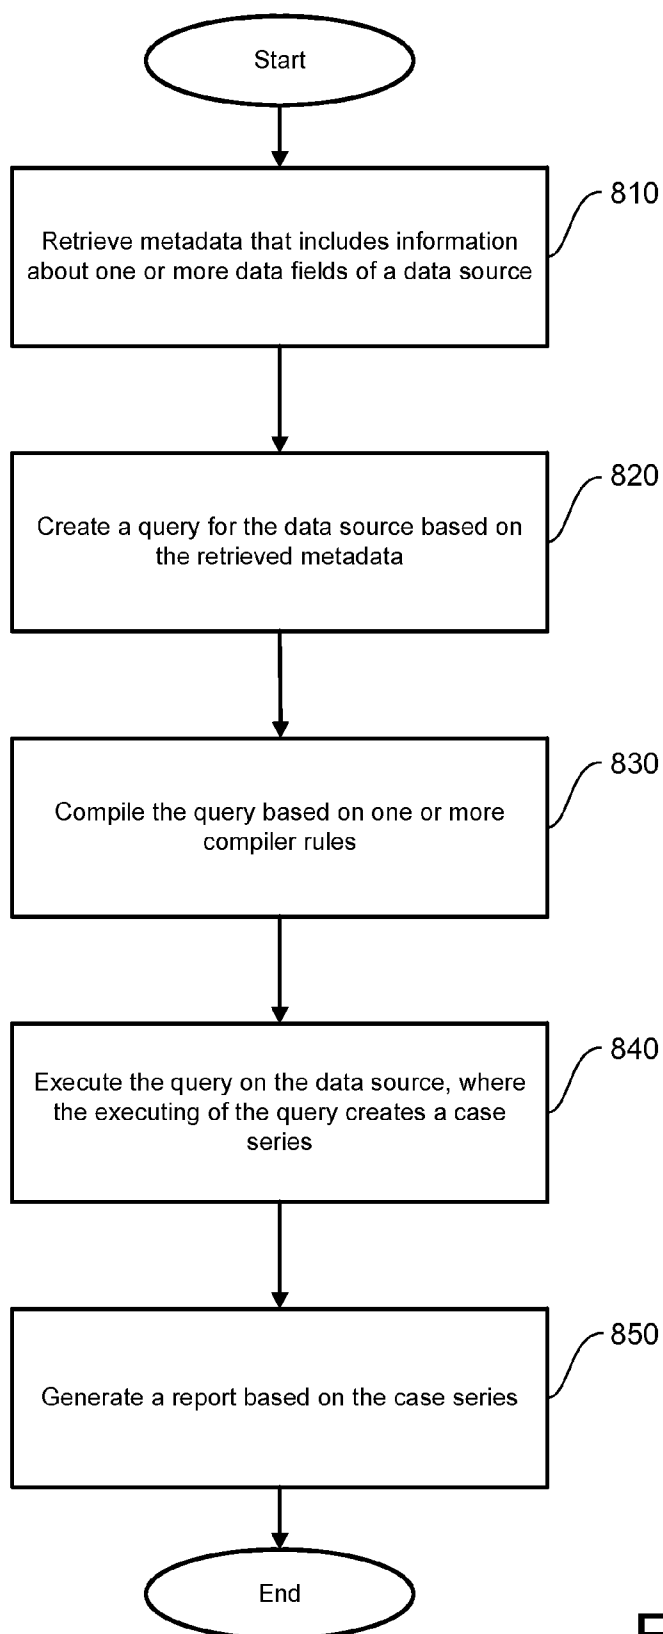 Start
810
Retrieve metadata that includes information
about one or more data fields of a data source
820
Create a query for the data source based on
the retrieved metadata
830
Compile the query based on one or more
compiler rules
840
Execute the query on the data source, where
the executing of the query creates a case
series
850
Generate a report based on the case series
End